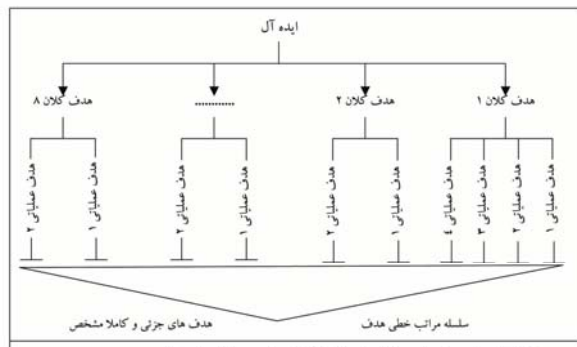 ایده آل
هدف کلان ۱
هدف کلان ۲
............
هدف کلان ۸
هدف عملیاتی ۱
هدف عملیاتی ۲
هدف عملیاتی ۳
هدف عملیاتی ٤
هدف عملیاتی ۱
هدف عملیاتی ۲
هدف عملیاتی ۱
هدف عملیاتی ۲
هدف عملیاتی ۱
هدف عملیاتی ۲
سلسله مراتب خطی هدف
هدف های جزئی و کاملا مشخص